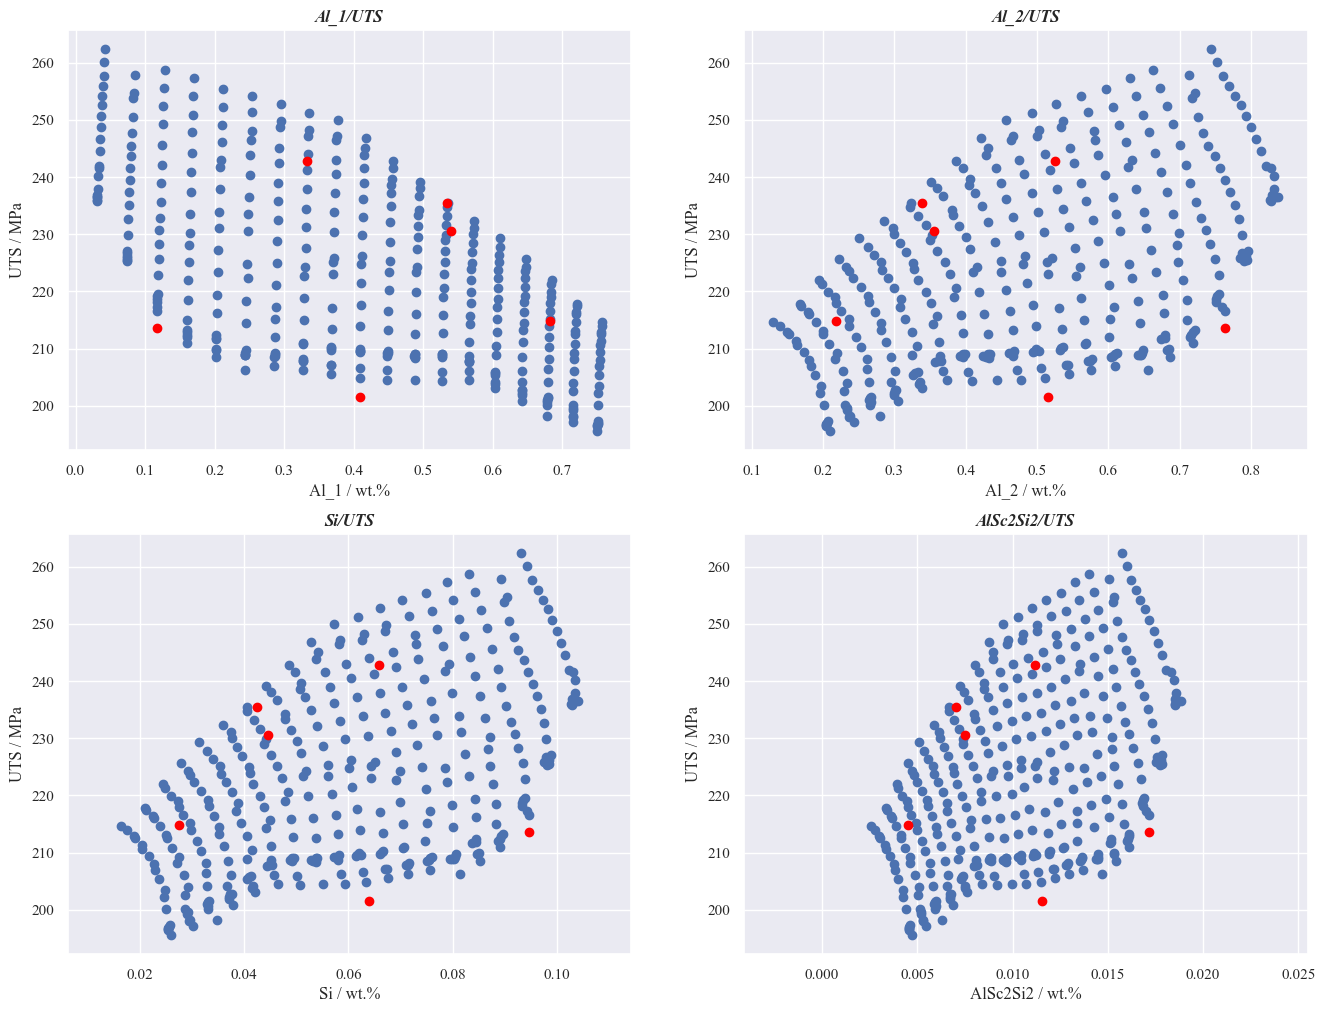 Al_1/UTS
Al_2/UTS
UTS / MPa
260
250
240
230
220
210
200
0.0 0.1 0.2 0.3 0.4 0.5 0.6 0.7
Al_1 / wt.%
UTS / MPa
260
250
240
230
220
210
200
0.1 0.2 0.3 0.4 0.5 0.6 0.7 0.8
Al_2 / wt.%
Si/UTS
AlSc2Si2/UTS
UTS / MPa
260
250
240
230
220
210
200
0.02 0.04 0.06 0.08 0.10
Si / wt.%
UTS / MPa
260
250
240
230
220
210
200
0.000 0.005 0.010 0.015 0.020 0.025
AlSc2Si2 / wt.%